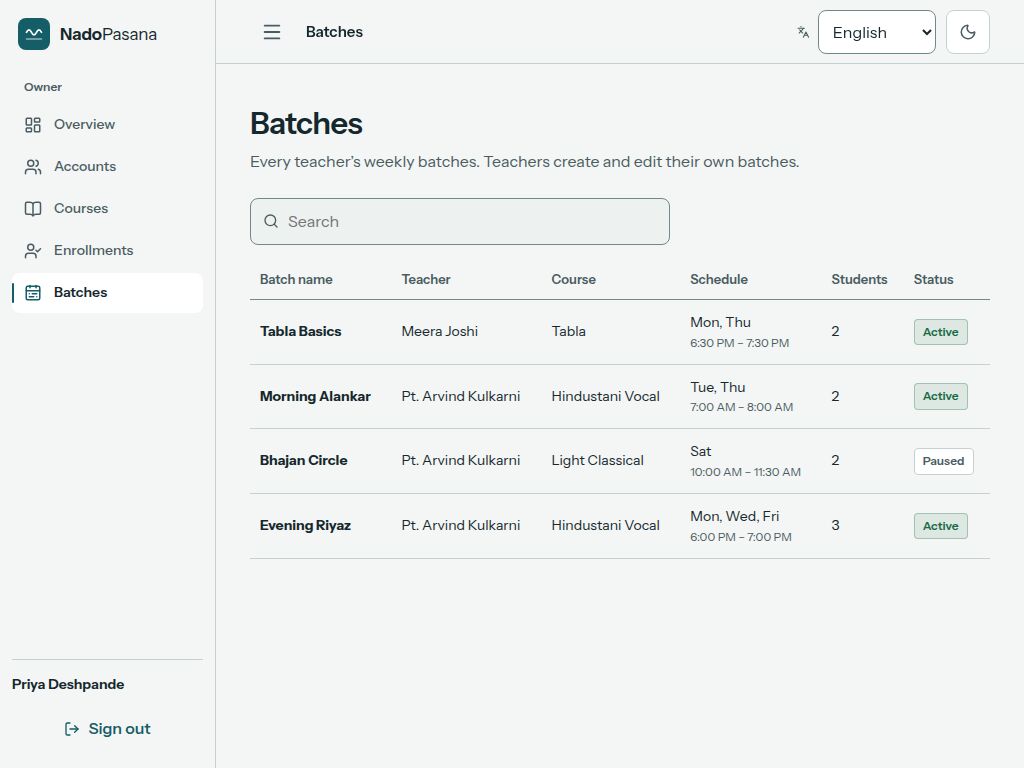 NadoPasana
Owner
Overview
Accounts
Courses
Enrollments
Batches
Priya Deshpande
Sign out
Batches
English
Batches
Every teacher's weekly batches. Teachers create and edit their own batches.
Search
Batch name Teacher Course Schedule Students Status
Tabla Basics Meera Joshi Tabla Mon, Thu 2 Active
6:30 PM – 7:30 PM
Morning Alankar Pt. Arvind Kulkarni Hindustani Vocal Tue, Thu 2 Active
7:00 AM – 8:00 AM
Bhajan Circle Pt. Arvind Kulkarni Light Classical Sat 2 Paused
10:00 AM – 11:30 AM
Evening Riyaz Pt. Arvind Kulkarni Hindustani Vocal Mon, Wed, Fri 3 Active
6:00 PM – 7:00 PM